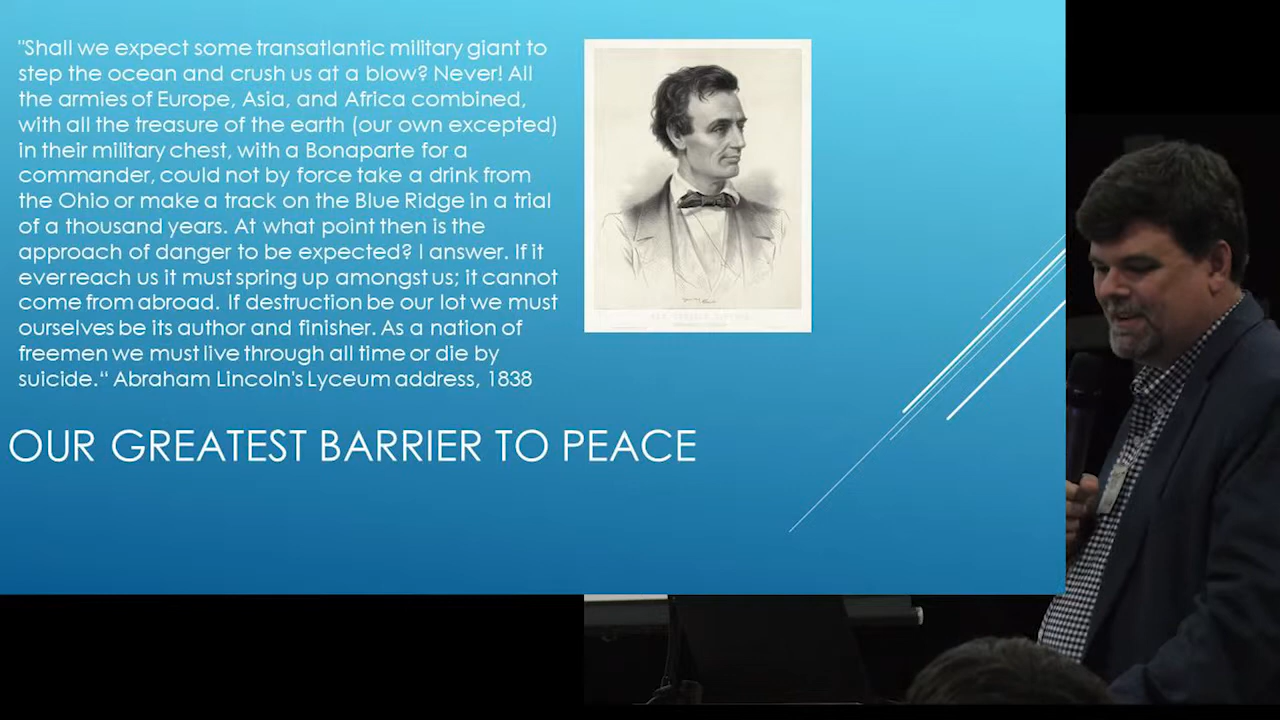 "Shall we expect some transatlantic military giant to
step the ocean and crush us at a blow? Never! All
the armies of Europe, Asia, and Africa combined,
with all the treasure of the earth (our own excepted)
in their military chest, with a Bonaparte for a
commander, could not by force take a drink from
the Ohio or make a track on the Blue Ridge in a trial
of a thousand years. At what point then is the
approach of danger to be expected? I answer. If it
ever reach us it must spring up amongst us; it cannot
come from abroad. If destruction be our lot we must
ourselves be its author and finisher. As a nation of
freemen we must live through all time or die by
suicide.“ Abraham Lincoln's Lyceum address, 1838
OUR GREATEST BARRIER TO PEACE